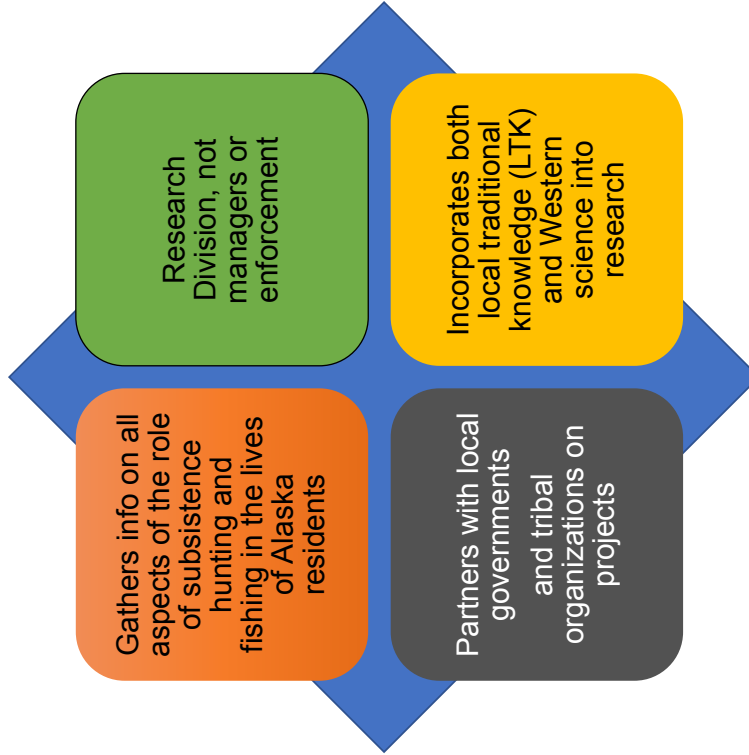 Partners with local
governments
and tribal
organizations on
projects
Gathers info on all
aspects of the role
of subsistence
hunting and
fishing in the lives
of Alaska
residents
Incorporates both
local traditional
knowledge (LTK)
and Western
science into
research
Research
Division, not
managers or
enforcement